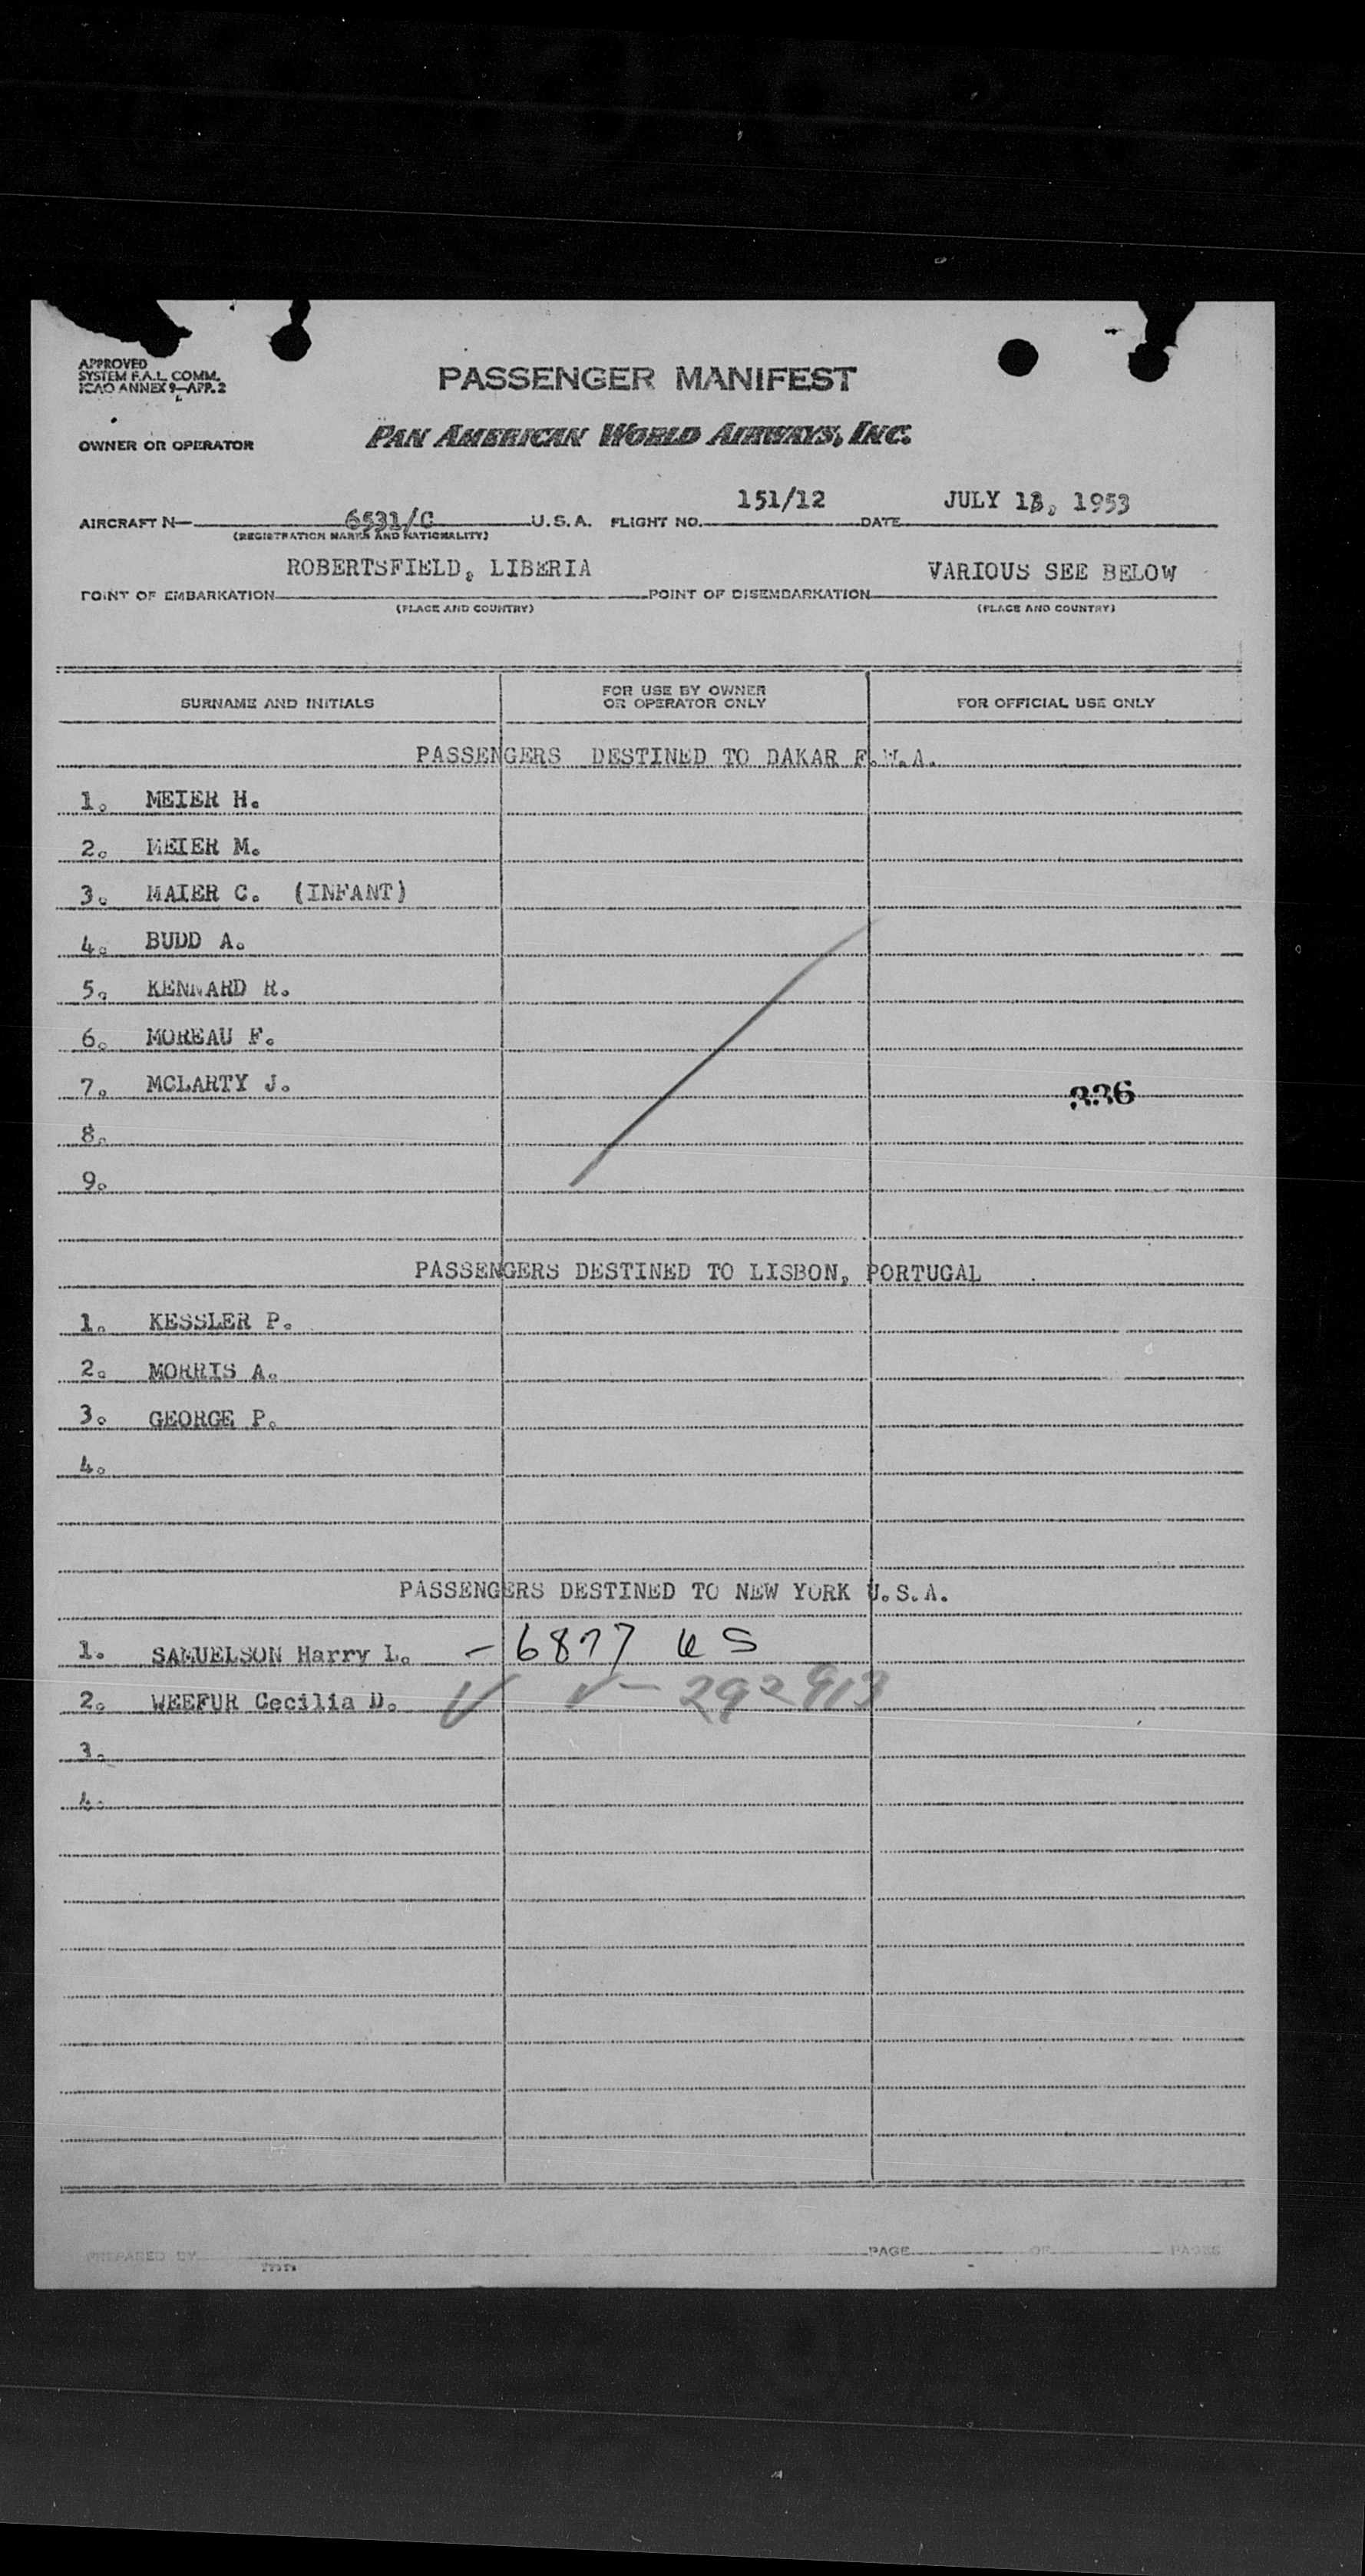 APPROVED
SYSTEM F.A.L. COMM.
ICAO ANNEX 9—APP. 2
PASSENGER MANIFEST
OWNER OR OPERATOR PAN AMERICAN WORLD AIRWAYS, INC.
AIRCRAFT N— 6531/C U.S.A. FLIGHT NO. 151/12 DATE JULY 1953
(REGISTRATION MARKS AND NATIONALITY)
POINT OF EMBARKATION ROBERTSFIELD, LIBERIA POINT OF DISEMBARKATION VARIOUS SEE BELOW
(PLACE AND COUNTRY) (PLACE AND COUNTRY)
SURNAME AND INITIALS FOR USE BY OWNER OR OPERATOR ONLY FOR OFFICIAL USE ONLY
PASSENGERS DESTINED TO DAKAR F.W.A.
1. MEIER H.
2. MEIER M.
3. MAIER C. (INFANT)
4. BUDD A.
5. KENNARD R.
6. MOREAU F.
7. MCLARTY J. 336
8.
9.
PASSENGERS DESTINED TO LISBON, PORTUGAL
1. KESSLER P.
2. MORRIS A.
3. GEORGE P.
4.
PASSENGERS DESTINED TO NEW YORK U.S.A.
1. SAMUELSON Harry L. – 6877 US
2. WEEFUR Cecilia D. V V – 292913
3.
4.
PREPARED BY PAGE OF PAGES